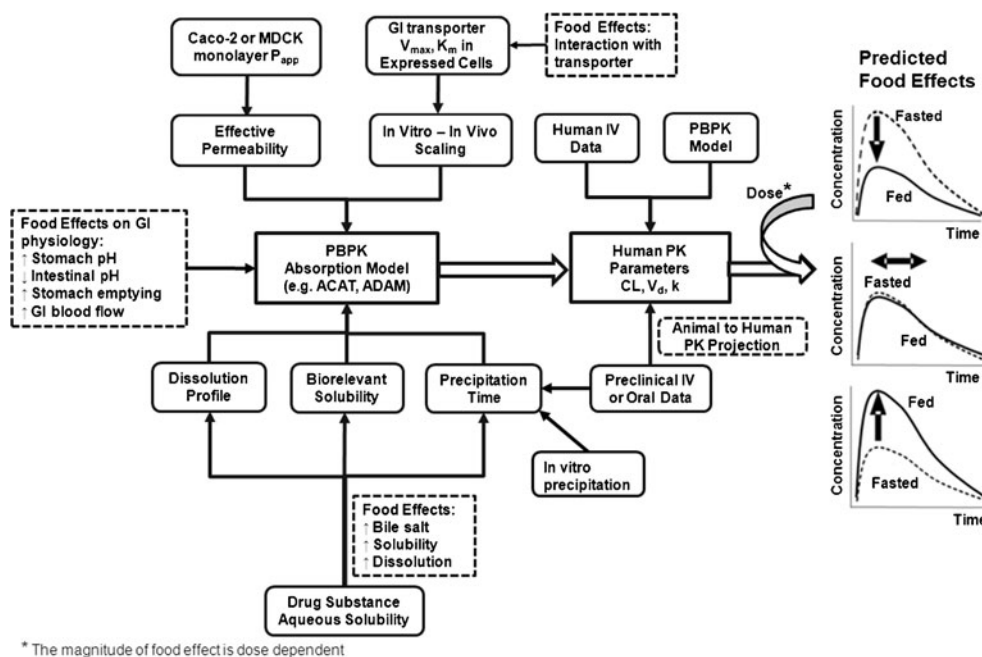 Caco-2 or MDCK
monolayer Papp
GI transporter
Vmax, Km in
Expressed Cells
Food Effects:
Interaction with
transporter
Effective
Permeability
In Vitro – In Vivo
Scaling
Human IV
Data
PBPK
Model
Food Effects on GI
physiology:
↑ Stomach pH
↓ Intestinal pH
↑ Stomach emptying
↑ GI blood flow
PBPK
Absorption Model
(e.g. ACAT, ADAM)
Human PK
Parameters
CL, Vd, k
Dose*
Animal to Human
PK Projection
Dissolution
Profile
Biorelevant
Solubility
Precipitation
Time
Preclinical IV
or Oral Data
In vitro
precipitation
Food Effects:
↑ Bile salt
↑ Solubility
↑ Dissolution
Drug Substance
Aqueous Solubility
Predicted
Food Effects
Concentration
Fasted
Fed
Time
Concentration
Fasted
Fed
Time
Concentration
Fed
Fasted
Time
* The magnitude of food effect is dose dependent